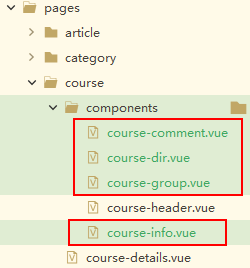 pages
article
category
course
components
course-comment.vue
course-dir.vue
course-group.vue
course-header.vue
course-info.vue
course-details.vue